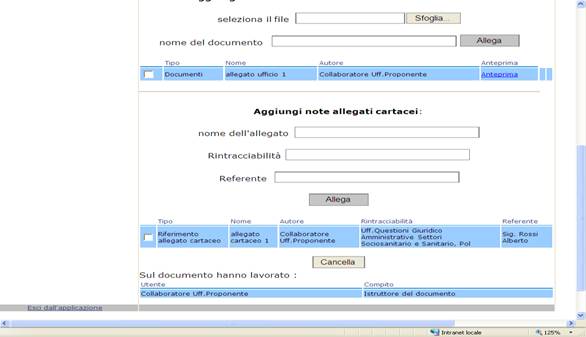 seleziona il file Sfoglia...
nome del documento Allega
Tipo Nome Autore Anteprima
Documenti allegato ufficio 1 Collaboratore Uff.Proponente Anteprima
Aggiungi note allegati cartacei:
nome dell'allegato
Rintracciabilità
Referente
Allega
Tipo Nome Autore Rintracciabilità Referente
Riferimento allegato cartaceo allegato cartaceo 1 Collaboratore Uff.Proponente Uff.Questioni Giuridico Amministrative Settori Sociosanitario e Sanitario, Pol Sig. Rossi Alberto
Cancella
Sul documento hanno lavorato :
Utente Compito
Collaboratore Uff.Proponente Istruttore del documento
Esci dall'applicazione
Intranet locale 125%